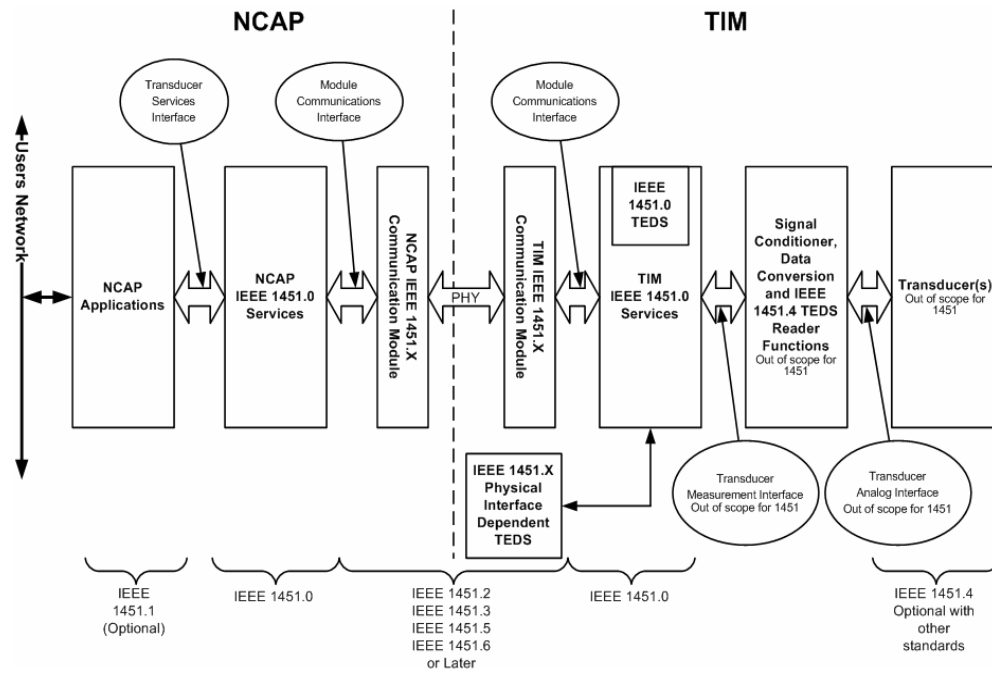 NCAP
TIM
Transducer
Services
Interface
Module
Communications
Interface
Module
Communications
Interface
Users Network
NCAP
Applications
NCAP
IEEE 1451.0
Services
NCAP IEEE 1451.X
Communication Module
PHY
TIM IEEE 1451.X
Communication Module
IEEE
1451.0
TEDS
TIM
IEEE 1451.0
Services
Signal
Conditioner,
Data
Conversion
and IEEE
1451.4 TEDS
Reader
Functions
Out of scope for
1451
Transducer(s)
Out of scope for
1451
IEEE 1451.X
Physical
Interface
Dependent
TEDS
Transducer
Measurement Interface
Out of scope for 1451
Transducer
Analog Interface
Out of scope for 1451
IEEE
1451.1
(Optional)
IEEE 1451.0
IEEE 1451.2
IEEE 1451.3
IEEE 1451.5
IEEE 1451.6
or Later
IEEE 1451.0
IEEE 1451.4
Optional with
other
standards